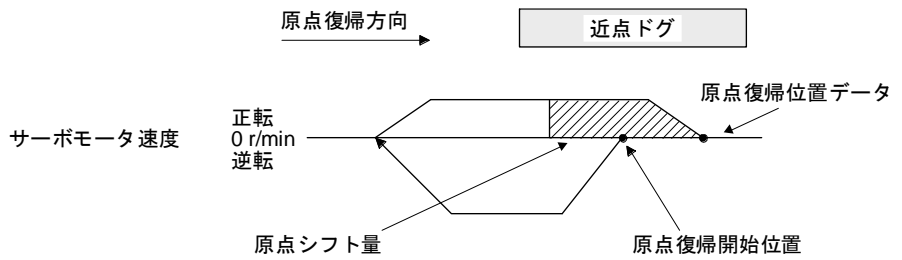 原点復帰方向
近点ドグ
原点復帰位置データ
サーボモータ速度
正転
0 r/min
逆転
原点シフト量
原点復帰開始位置